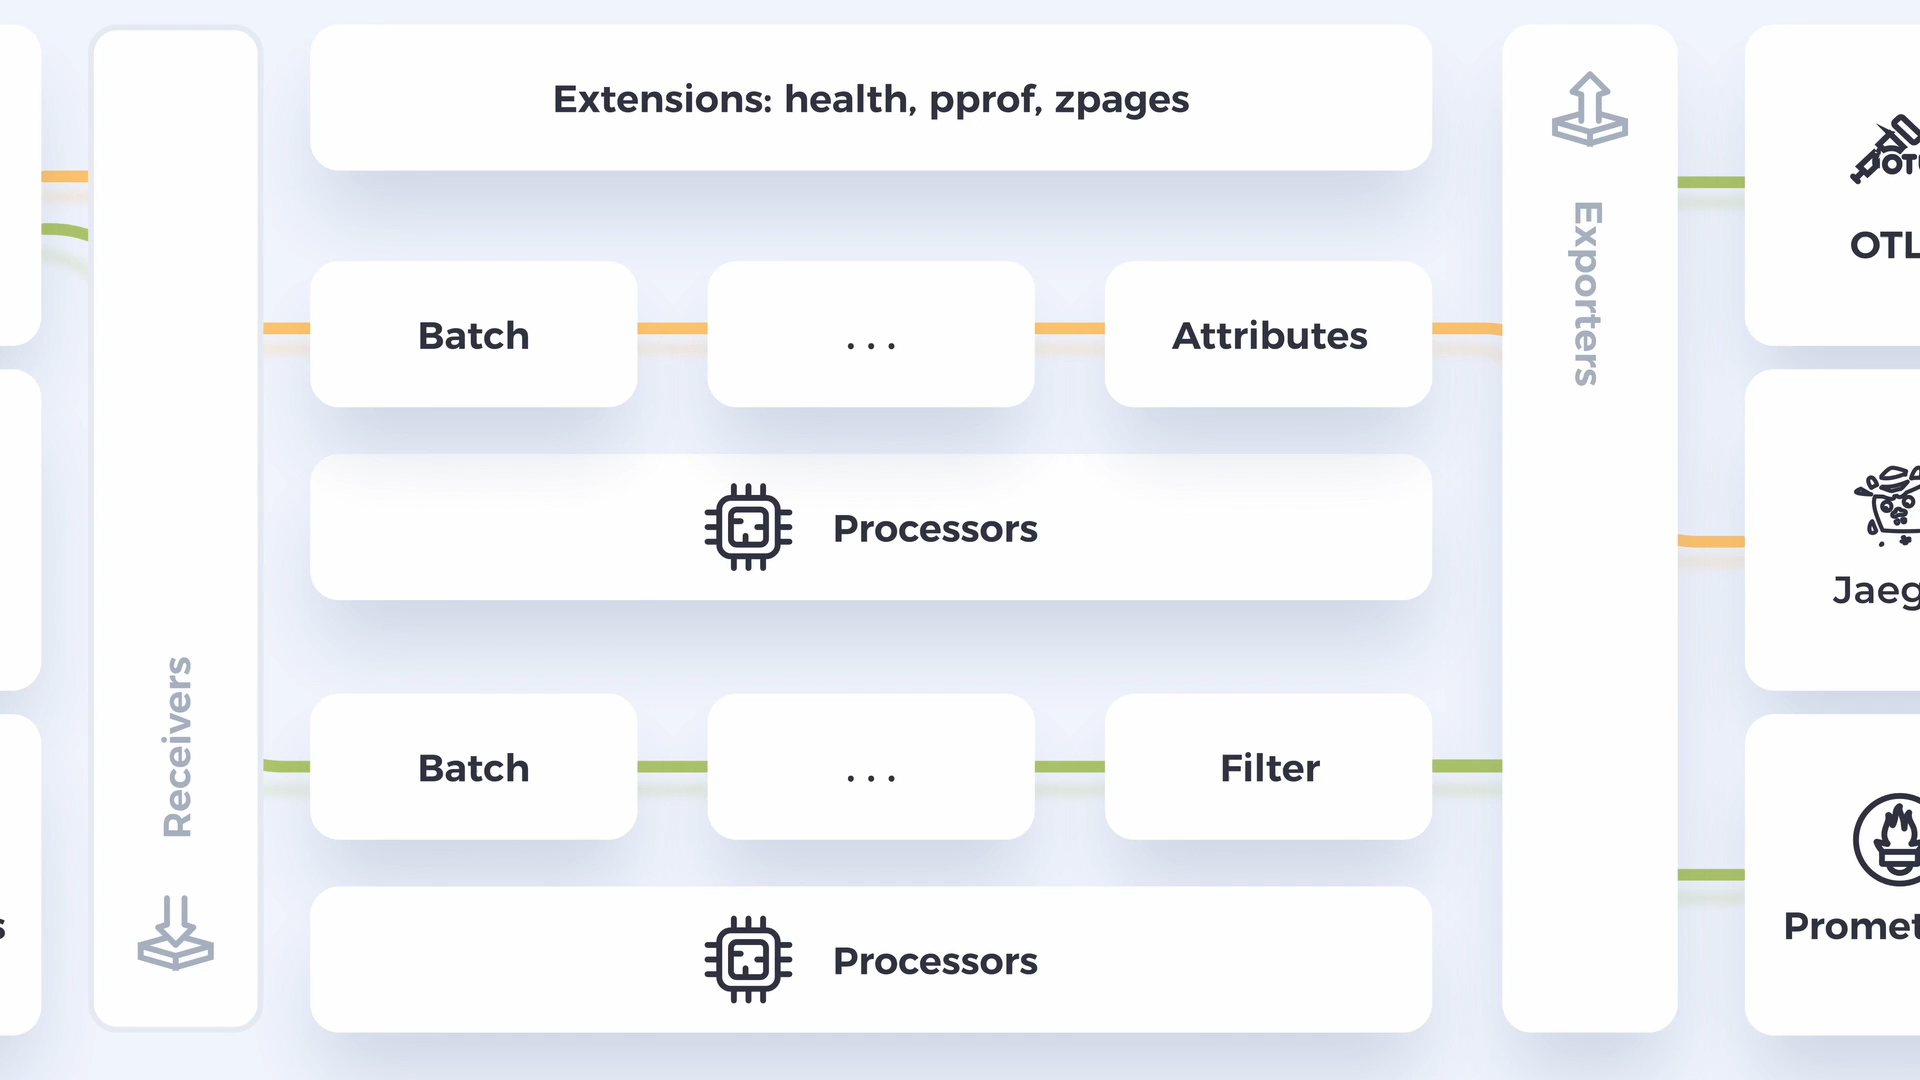 Extensions: health, pprof, zpages
Receivers
Batch
. . .
Attributes
Processors
Batch
. . .
Filter
Processors
Exporters